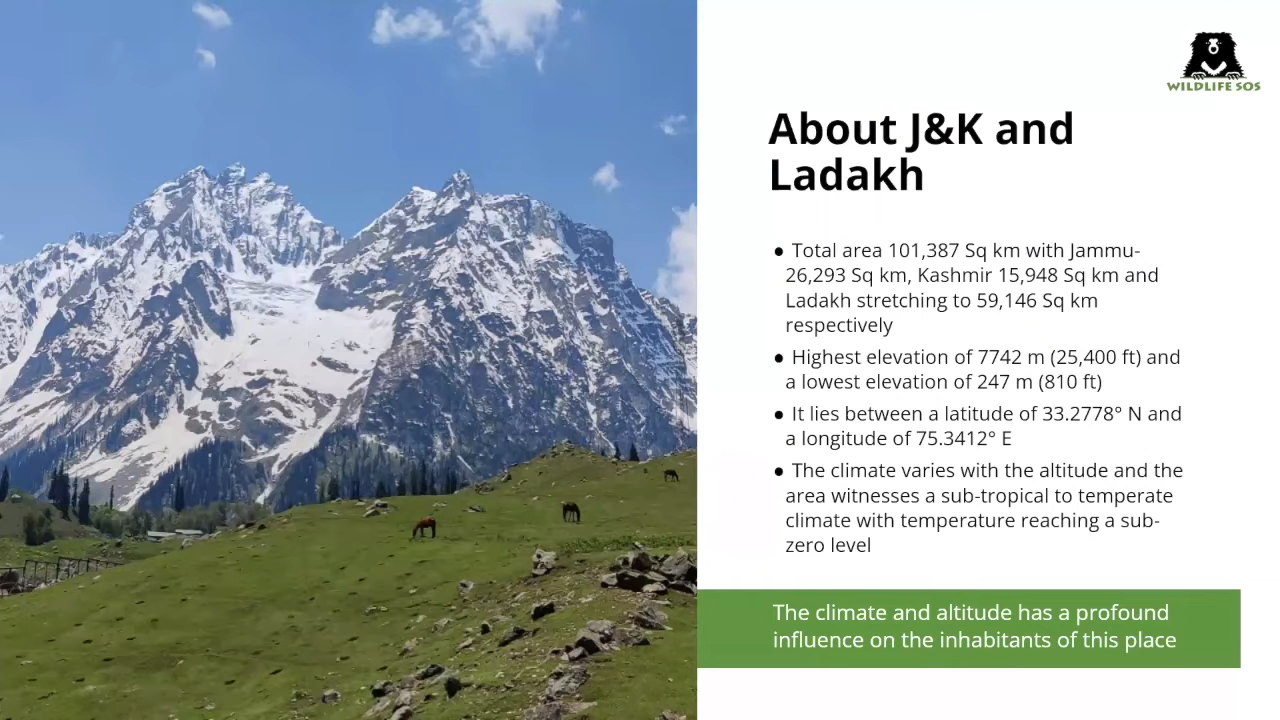 WILDLIFE SOS
About J&K and
Ladakh
● Total area 101,387 Sq km with Jammu-
26,293 Sq km, Kashmir 15,948 Sq km and
Ladakh stretching to 59,146 Sq km
respectively
● Highest elevation of 7742 m (25,400 ft) and
a lowest elevation of 247 m (810 ft)
● It lies between a latitude of 33.2778° N and
a longitude of 75.3412° E
● The climate varies with the altitude and the
area witnesses a sub-tropical to temperate
climate with temperature reaching a sub-
zero level
The climate and altitude has a profound
influence on the inhabitants of this place